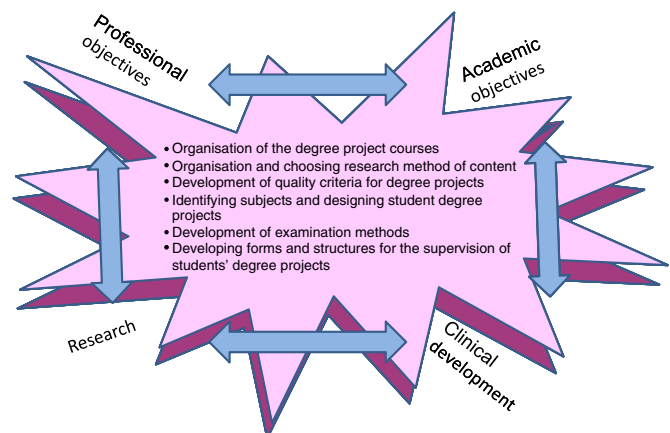 Professional
objectives
Academic
objectives
• Organisation of the degree project courses
• Organisation and choosing research method of content
• Development of quality criteria for degree projects
• Identifying subjects and designing student degree
projects
• Development of examination methods
• Developing forms and structures for the supervision of
students’ degree projects
Research
Clinical
development